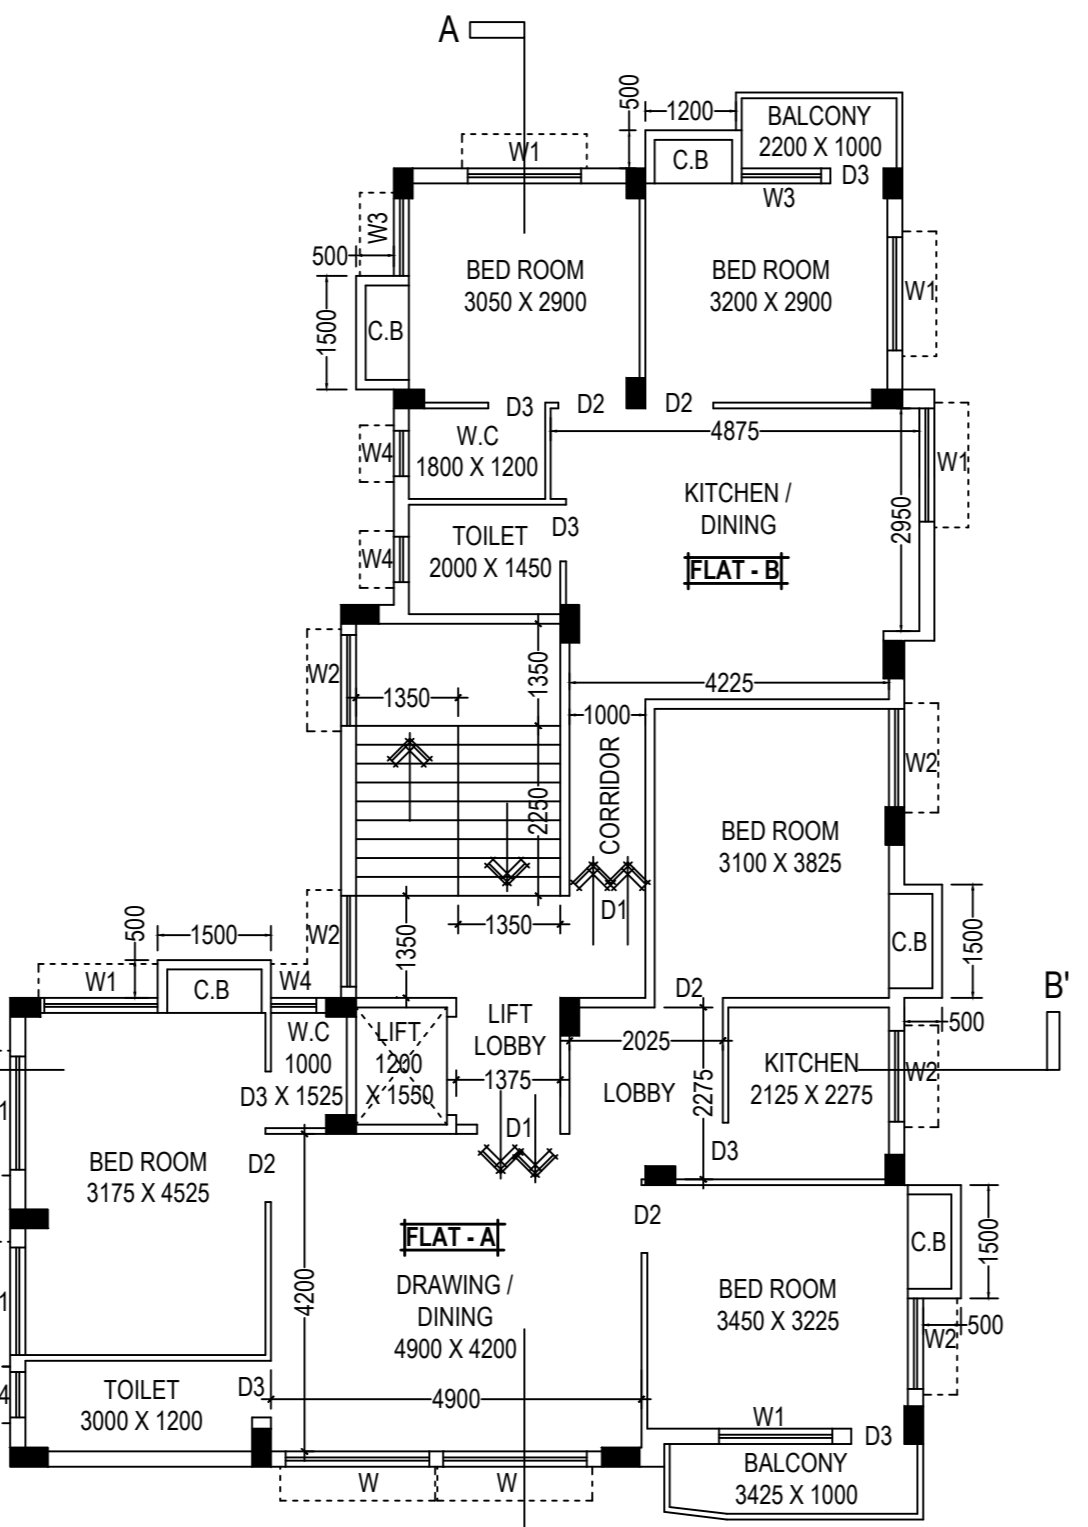 A
500
1200
BALCONY
2200 X 1000
W1
C.B
D3
W3
W3
500
BED ROOM
3050 X 2900
BED ROOM
3200 X 2900
W1
1500
C.B
D3
D2
D2
4875
W.C
1800 X 1200
W4
W1
KITCHEN /
DINING
2950
TOILET
2000 X 1450
D3
W4
FLAT - B
W2
1350
1350
4225
1000
CORRIDOR
W2
2250
BED ROOM
3100 X 3825
D1
1350
1350
W2
C.B
1500
500
1500
W1
C.B
W4
D2
B'
500
W.C
1000
D3 X 1525
LIFT
1200
X 1550
LIFT
LOBBY
1375
2025
LOBBY
2275
KITCHEN
2125 X 2275
W2
1
D1
D3
BED ROOM
3175 X 4525
D2
D2
FLAT - A
C.B
1500
4200
DRAWING /
DINING
4900 X 4200
BED ROOM
3450 X 3225
1
W2
500
TOILET
3000 X 1200
D3
4900
4
W1
D3
W
W
BALCONY
3425 X 1000